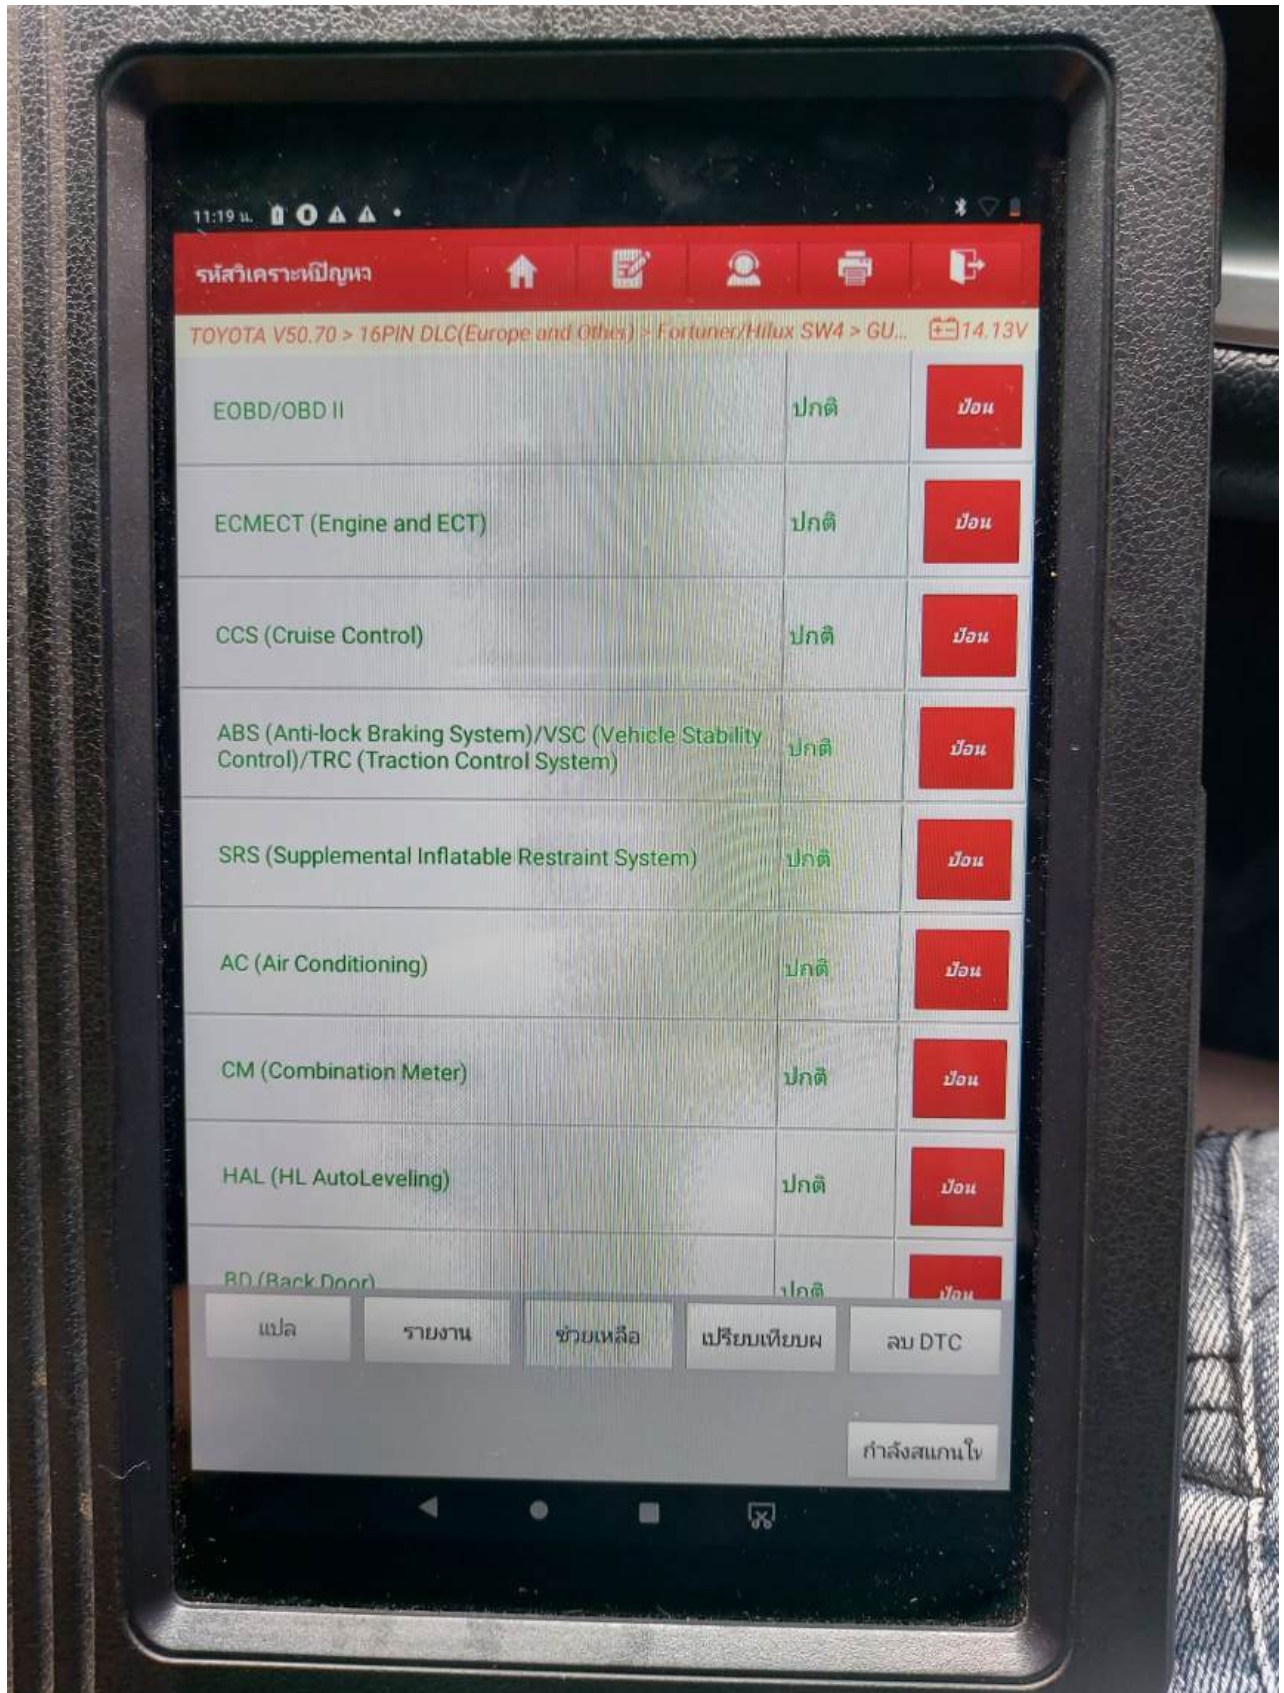 11:19 น.
รหัสวิเคราะห์ปัญหา
TOYOTA V50.70 > 16PIN DLC(Europe and Other) > Fortuner/Hilux SW4 > GU... 14.13V
EOBD/OBD II ปกติ ป้อน
ECMECT (Engine and ECT) ปกติ ป้อน
CCS (Cruise Control) ปกติ ป้อน
ABS (Anti-lock Braking System)/VSC (Vehicle Stability
Control)/TRC (Traction Control System) ปกติ ป้อน
SRS (Supplemental Inflatable Restraint System) ปกติ ป้อน
AC (Air Conditioning) ปกติ ป้อน
CM (Combination Meter) ปกติ ป้อน
HAL (HL AutoLeveling) ปกติ ป้อน
BD (Back Door) ปกติ ป้อน
แปล รายงาน ช่วยเหลือ เปรียบเทียบผ ลบ DTC
กำลังสแกนให